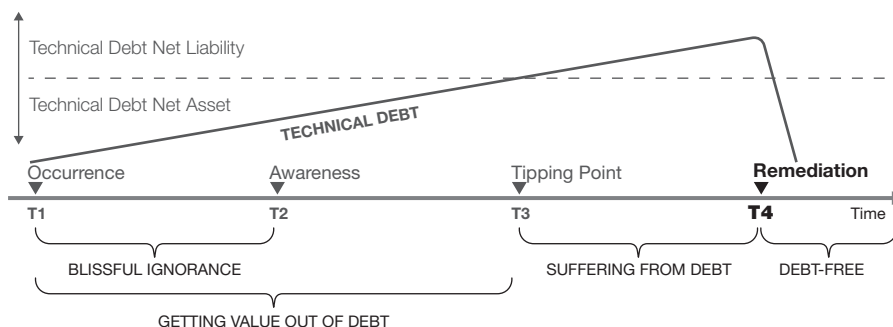 Technical Debt Net Liability
Technical Debt Net Asset
TECHNICAL DEBT
Occurrence Awareness Tipping Point Remediation
T1 T2 T3 T4 Time
BLISSFUL IGNORANCE SUFFERING FROM DEBT DEBT-FREE
GETTING VALUE OUT OF DEBT